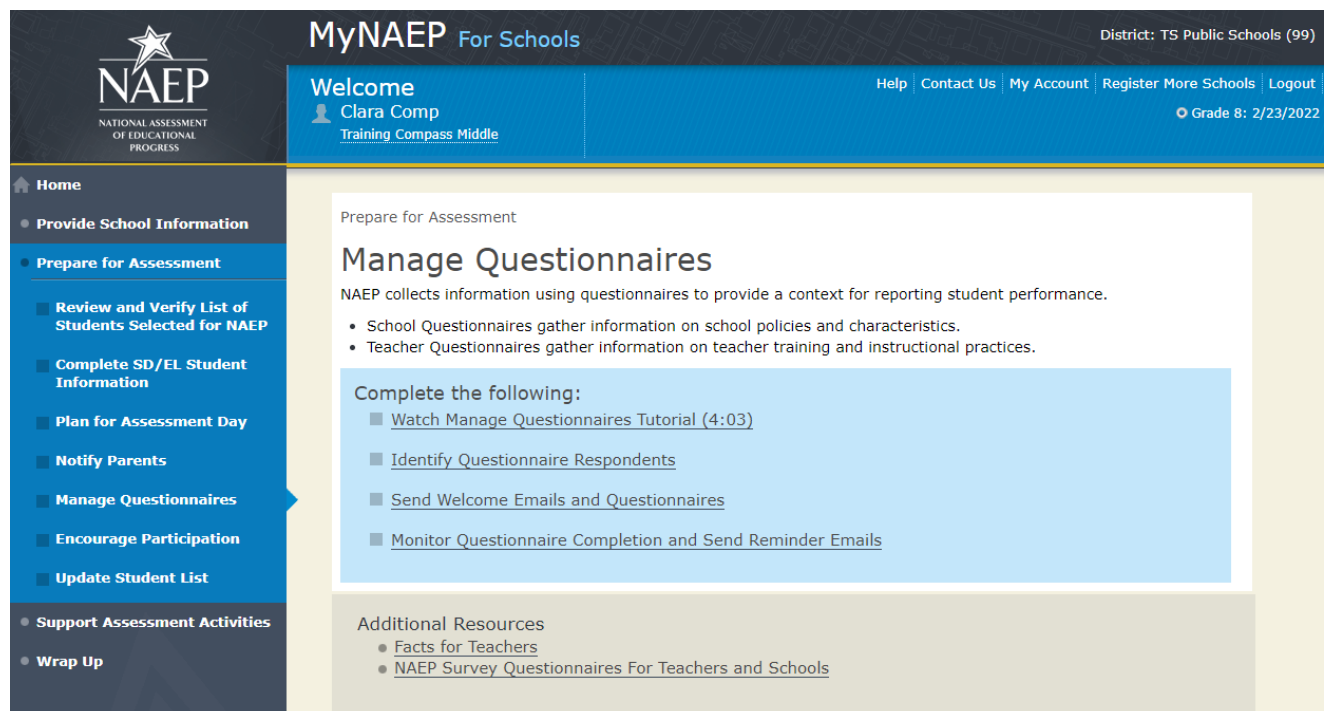 NAEP
NATIONAL ASSESSMENT
OF EDUCATIONAL
PROGRESS
MyNAEP For Schools
District: TS Public Schools (99)
Welcome
Clara Comp
Training Compass Middle
Help Contact Us My Account Register More Schools Logout
Grade 8: 2/23/2022
Home
Provide School Information
Prepare for Assessment
Review and Verify List of
Students Selected for NAEP
Complete SD/EL Student
Information
Plan for Assessment Day
Notify Parents
Manage Questionnaires
Encourage Participation
Update Student List
Support Assessment Activities
Wrap Up
Prepare for Assessment
Manage Questionnaires
NAEP collects information using questionnaires to provide a context for reporting student performance.
• School Questionnaires gather information on school policies and characteristics.
• Teacher Questionnaires gather information on teacher training and instructional practices.
Complete the following:
Watch Manage Questionnaires Tutorial (4:03)
Identify Questionnaire Respondents
Send Welcome Emails and Questionnaires
Monitor Questionnaire Completion and Send Reminder Emails
Additional Resources
• Facts for Teachers
• NAEP Survey Questionnaires For Teachers and Schools